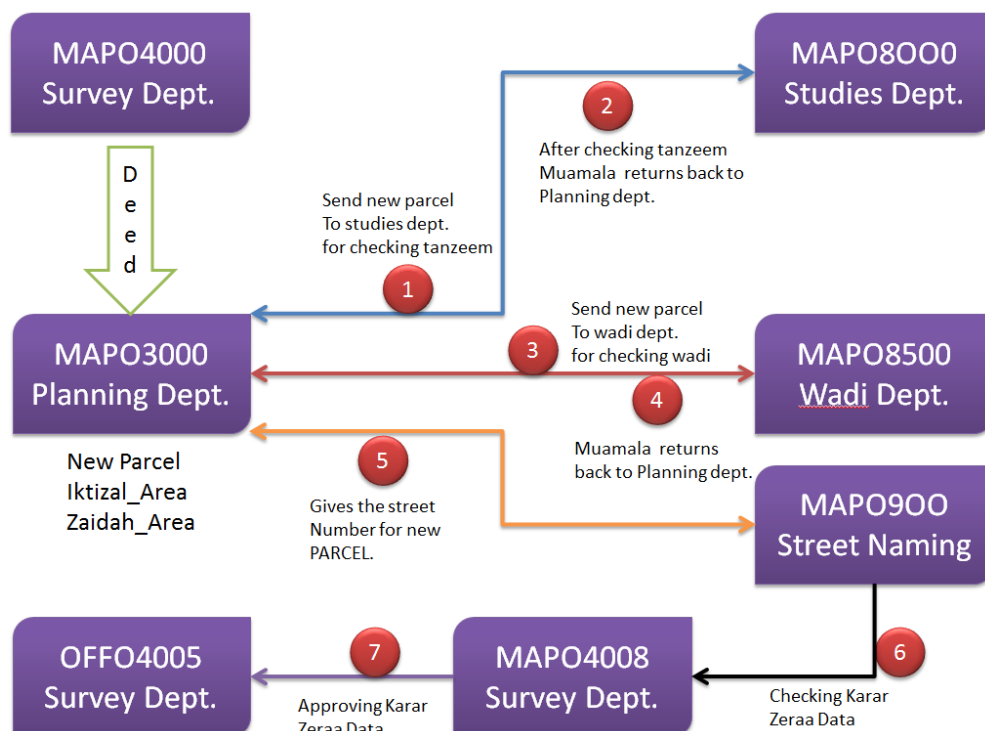 MAPO4000
Survey Dept.
MAPO8OO0
Studies Dept.
D
e
e
d
2
After checking tanzeem
Muamala returns back to
Planning dept.
Send new parcel
To studies dept.
for checking tanzeem
1
MAPO3000
Planning Dept.
New Parcel
Iktizal_Area
Zaidah_Area
Send new parcel
To wadi dept.
for checking wadi
3
4
Muamala returns
back to Planning dept.
MAPO8500
Wadi Dept.
5
Gives the street
Number for new
PARCEL.
MAPO9OO
Street Naming
6
Checking Karar
Zeraa Data
MAPO4008
Survey Dept.
7
Approving Karar
Zeraa Data
OFFO4005
Survey Dept.